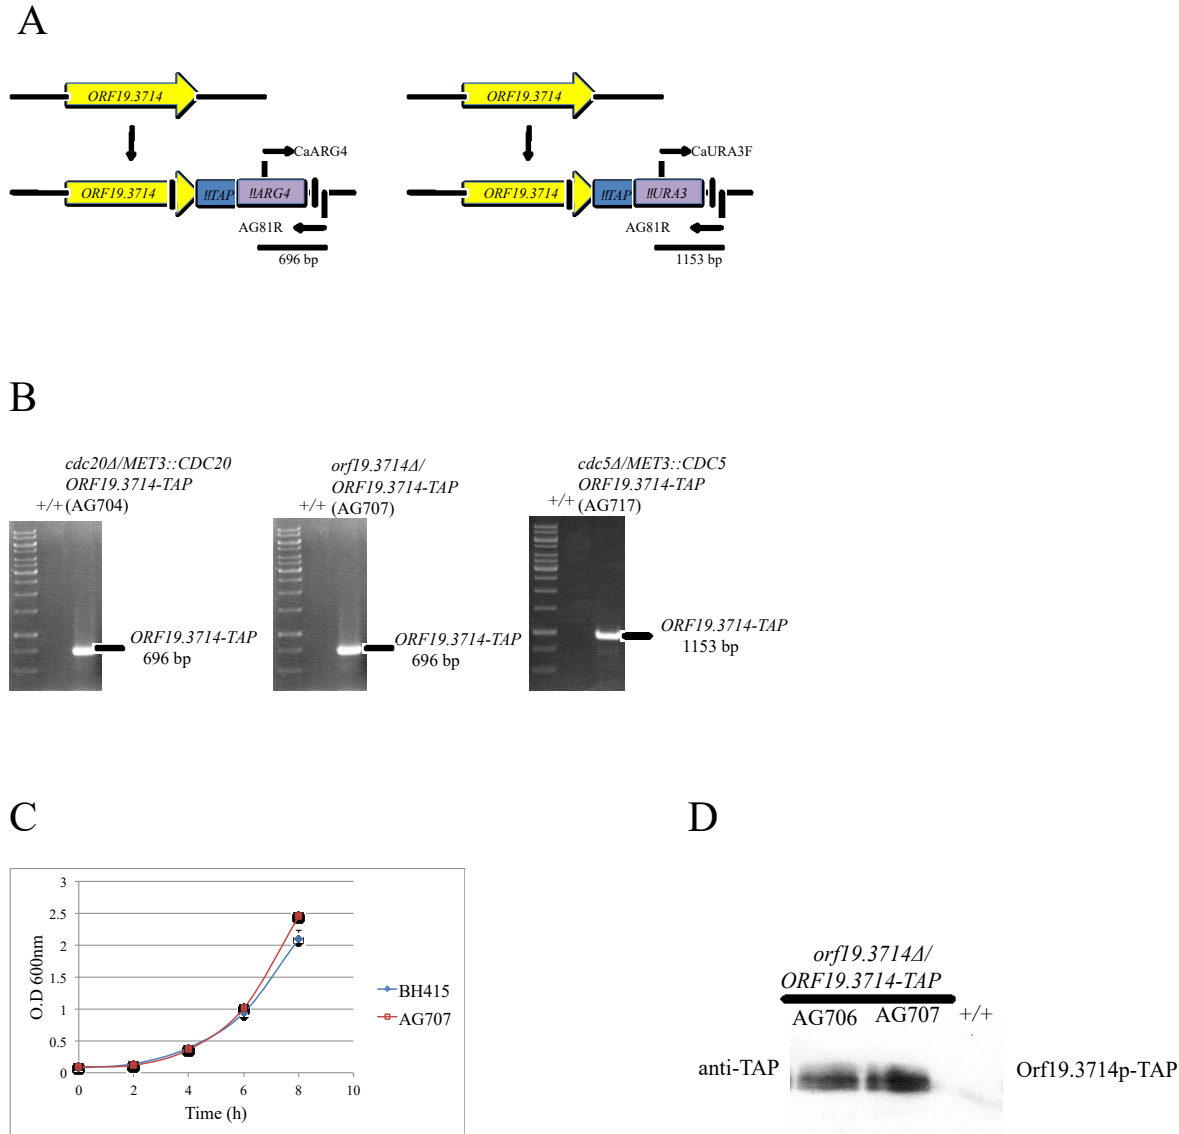 A
ORF19.3714
ORF19.3714
CaARG4
ORF19.3714
!!TAP
!!ARG4
AG81R
696 bp
CaURA3F
ORF19.3714
!!TAP
!!URA3
AG81R
1153 bp
B
cdc20Δ/MET3::CDC20
ORF19.3714-TAP
+/+ (AG704)
ORF19.3714-TAP
696 bp
orf19.3714Δ/
ORF19.3714-TAP
+/+ (AG707)
ORF19.3714-TAP
696 bp
cdc5Δ/MET3::CDC5
ORF19.3714-TAP
+/+ (AG717)
ORF19.3714-TAP
1153 bp
C
3
2.5
2
1
1
0.5
0
0 2 4 6 8 10
O.D 600nm
Time (h)
BH415
AG707
D
orf19.3714Δ/
ORF19.3714-TAP
AG706 AG707 +/+
anti-TAP
Orf19.3714p-TAP